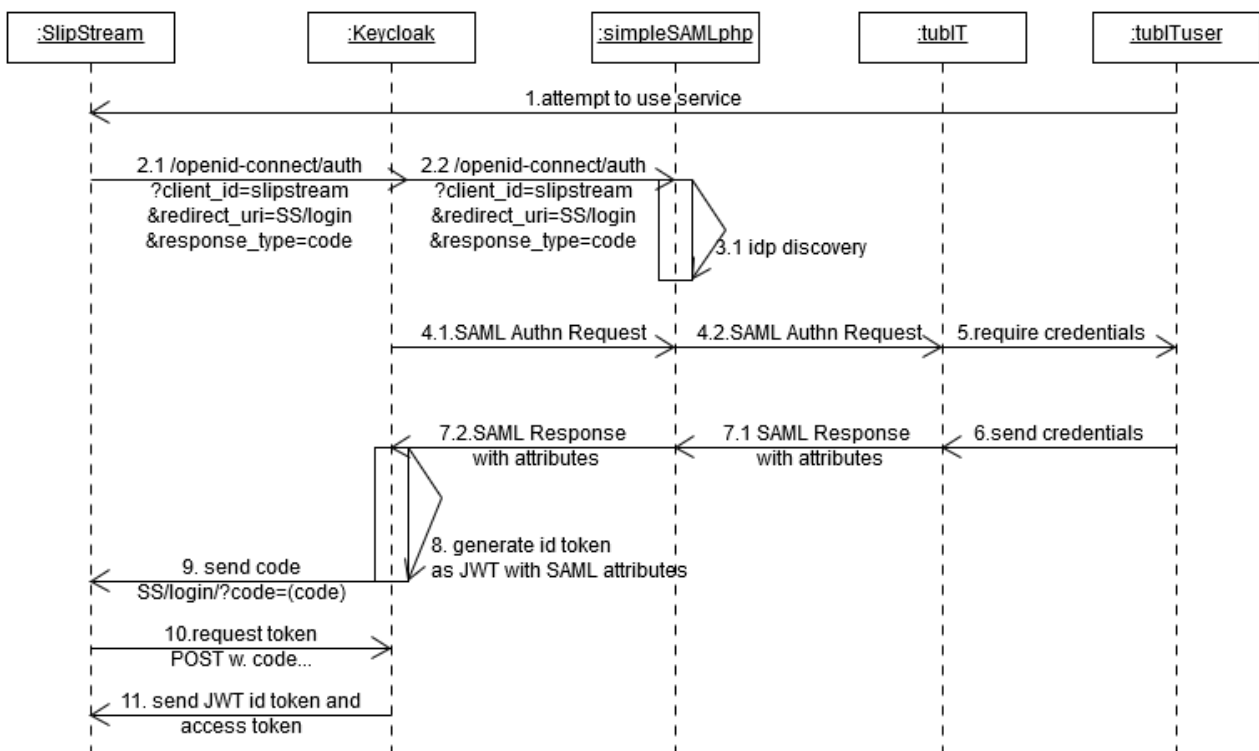 :SlipStream
:Keycloak
:simpleSAMLphp
:tubIT
:tubITuser
1.attempt to use service
2.1 /openid-connect/auth
?client_id=slipstream
&redirect_uri=SS/login
&response_type=code
2.2 /openid-connect/auth
?client_id=slipstream
&redirect_uri=SS/login
&response_type=code
3.1 idp discovery
4.1.SAML Authn Request
4.2.SAML Authn Request
5.require credentials
7.2.SAML Response
with attributes
7.1 SAML Response
with attributes
6.send credentials
8. generate id token
as JWT with SAML attributes
9. send code
SS/login/?code=(code)
10.request token
POST w. code...
11. send JWT id token and
access token